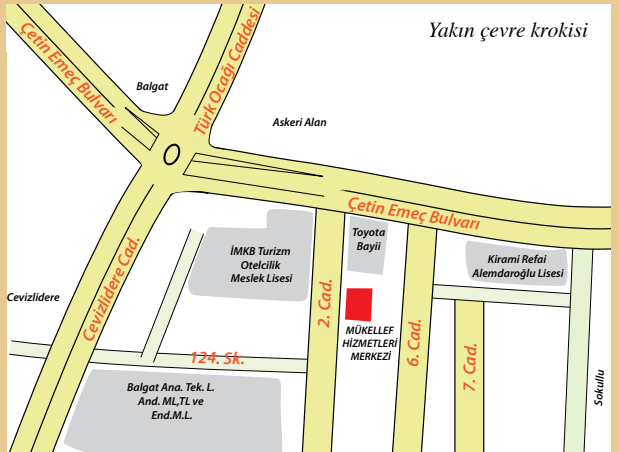 Yakın çevre krokisi
Çetin Emeç Bulvarı
Türk Ocağı Caddesi
Balgat
Askeri Alan
Çetin Emeç Bulvarı
Toyota
Bayii
İMKB Turizm
Otelcilik
Meslek Lisesi
Kirami Refai
Alemdaroğlu Lisesi
Cevizlidere
Cevizlidere Cad.
2. Cad.
MÜKELLEF
HİZMETLERİ
MERKEZİ
6. Cad.
7. Cad.
124. Sk.
Balgat Ana. Tek. L.
And. ML,TL ve
End.M.L.
Sokullu